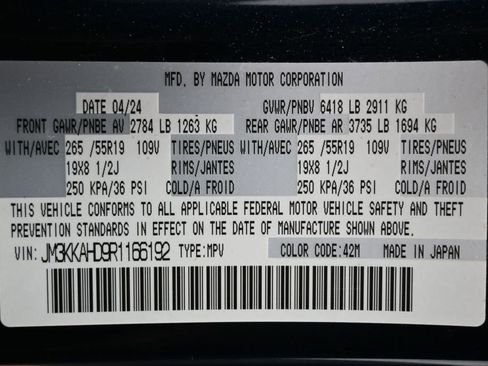 MFD. BY MAZDA MOTOR CORPORATION
DATE 04/24 GVWR/PNBV 6418 LB 2911 KG
FRONT GAWR/PNBE AV 2784 LB 1263 KG REAR GAWR/PNBE AR 3735 LB 1694 KG
WITH/AVEC 265 /55R19 109V TIRES/PNEUS WITH/AVEC 265 /55R19 109V TIRES/PNEUS
19X8 1/2J RIMS/JANTES 19X8 1/2J RIMS/JANTES
250 KPA/36 PSI COLD/A FROID 250 KPA/36 PSI COLD/A FROID
THIS VEHICLE CONFORMS TO ALL APPLICABLE FEDERAL MOTOR VEHICLE SAFETY AND THEFT
PREVENTION STANDARDS IN EFFECT ON THE DATE OF MANUFACTURE SHOWN ABOVE.
VIN: JM3KKAHD9R1166192 TYPE:MPV COLOR CODE:42M MADE IN JAPAN